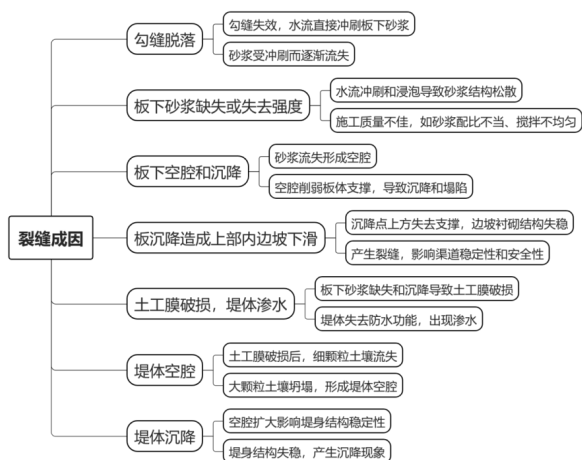 裂缝成因
勾缝脱落
勾缝失效，水流直接冲刷板下砂浆
砂浆受冲刷而逐渐流失
板下砂浆缺失或失去强度
水流冲刷和浸泡导致砂浆结构松散
施工质量不佳，如砂浆配比不当、搅拌不均匀
板下空腔和沉降
砂浆流失形成空腔
空腔削弱板体支撑，导致沉降和塌陷
板沉降造成上部内边坡下滑
沉降点上方失去支撑，边坡衬砌结构失稳
产生裂缝，影响渠道稳定性和安全性
土工膜破损，堤体渗水
板下砂浆缺失和沉降导致土工膜破损
堤体失去防水功能，出现渗水
堤体空腔
土工膜破损后，细颗粒土壤流失
大颗粒土壤坍塌，形成堤体空腔
堤体沉降
空腔扩大影响堤身结构稳定性
堤身结构失稳，产生沉降现象